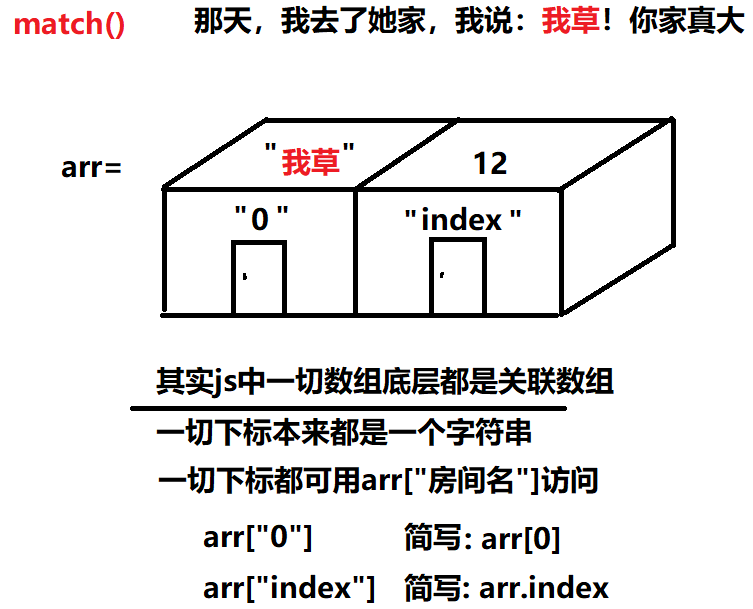 match() 那天，我去了她家，我说：我草！你家真大
arr= "我草" 12
"0" "index"
其实js中一切数组底层都是关联数组
一切下标本来都是一个字符串
一切下标都可用arr["房间名"]访问
arr["0"] 简写: arr[0]
arr["index"] 简写: arr.index